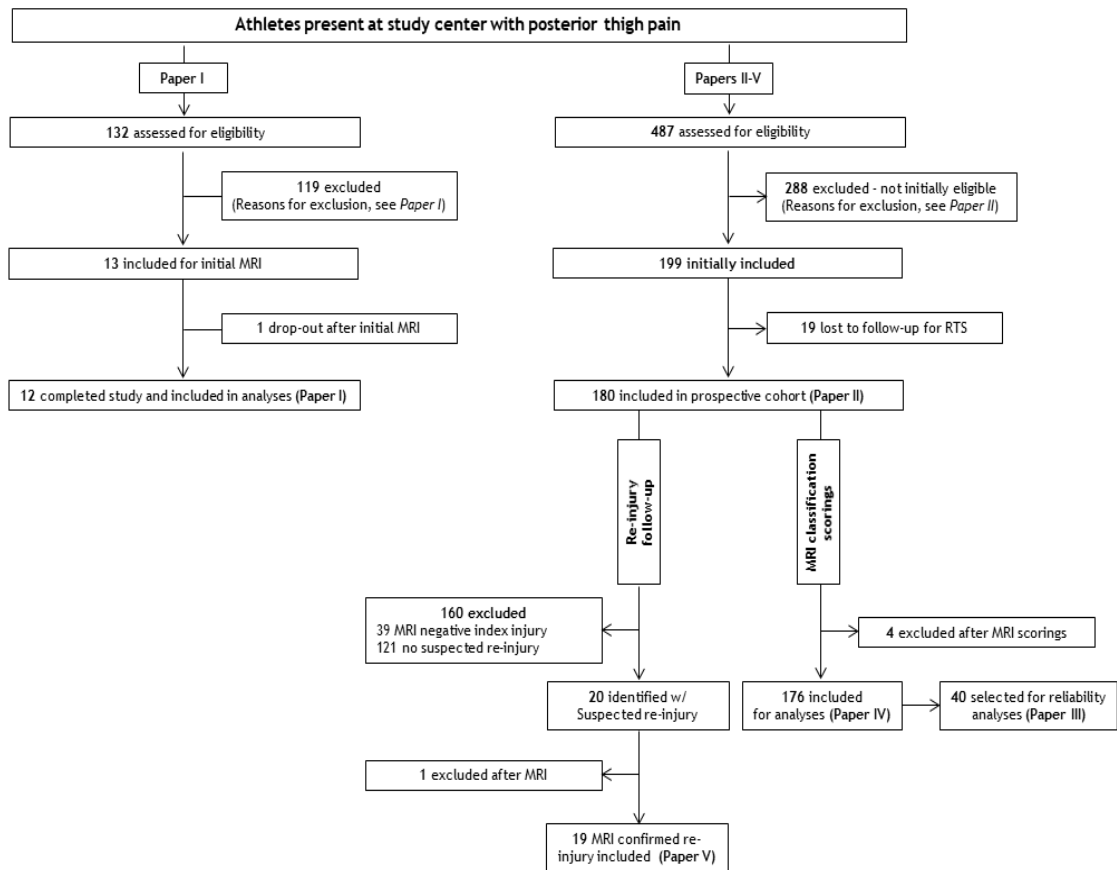 Athletes present at study center with posterior thigh pain
Paper I
Papers II-V
132 assessed for eligibility
487 assessed for eligibility
119 excluded
(Reasons for exclusion, see Paper I)
288 excluded - not initially eligible
(Reasons for exclusion, see Paper II)
13 included for initial MRI
199 initially included
1 drop-out after initial MRI
19 lost to follow-up for RTS
12 completed study and included in analyses (Paper I)
180 included in prospective cohort (Paper II)
Re-injury
follow-up
MRI classification
scorings
160 excluded
39 MRI negative index injury
121 no suspected re-injury
4 excluded after MRI scorings
20 identified w/
Suspected re-injury
176 included
for analyses (Paper IV)
40 selected for reliability
analyses (Paper III)
1 excluded after MRI
19 MRI confirmed re-
injury included (Paper V)